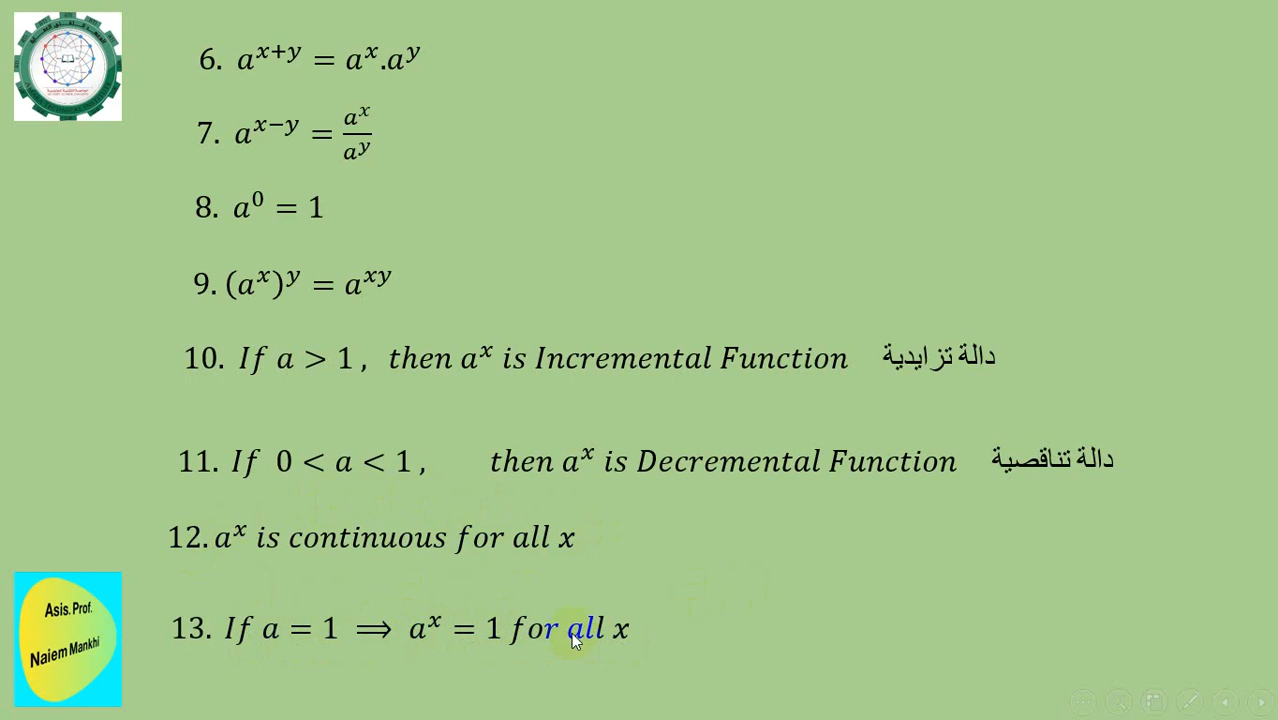 6. a^{x+y} = a^x.a^y
7. a^{x−y} = a^x/a^y
8. a^0 = 1
9. (a^x)^y = a^{xy}
10. If a > 1 , then a^x is Incremental Function دالة تزايدية
11. If 0 < a < 1 , then a^x is Decremental Function دالة تناقصية
12. a^x is continuous for all x
13. If a = 1 ⟹ a^x = 1 for all x
Asis. Prof.
Naiem Mankhi